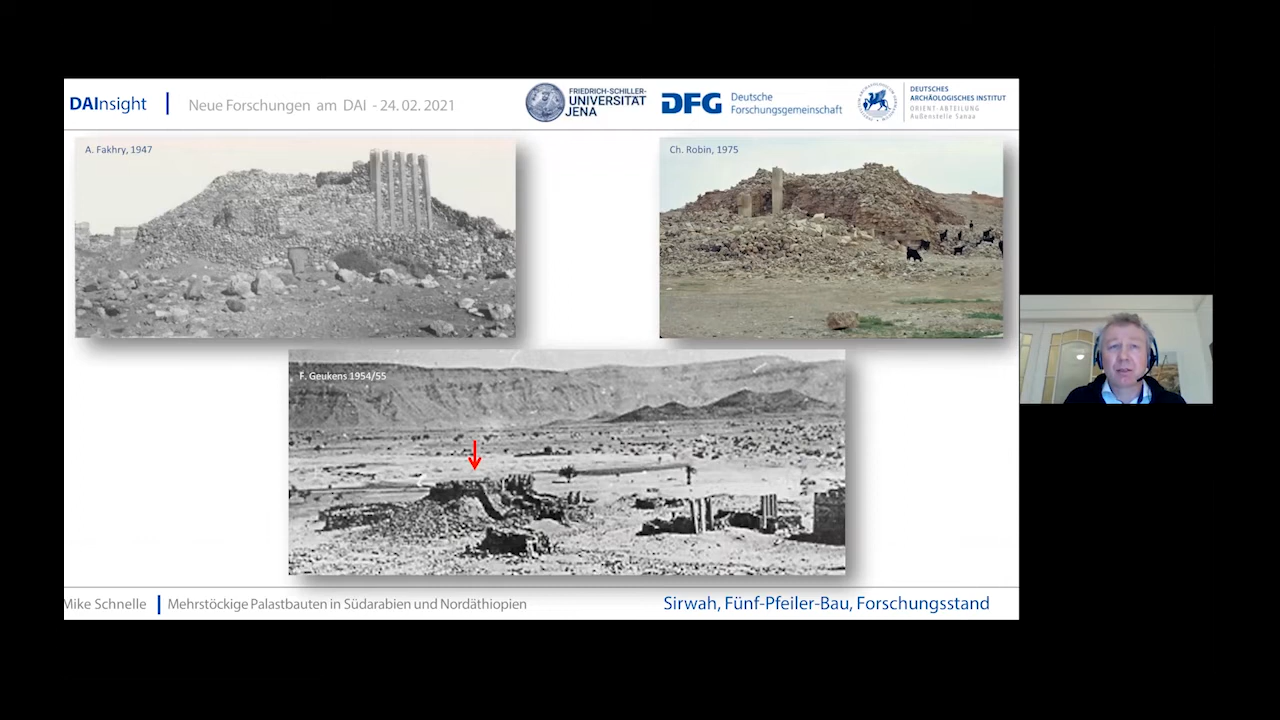 DAInsight
Neue Forschungen am DAI - 24.02.2021
FRIEDRICH-SCHILLER-
UNIVERSITÄT
JENA
DFG
Deutsche
Forschungsgemeinschaft
DEUTSCHES
ARCHÄOLOGISCHES INSTITUT
ORIENT-ABTEILUNG
Außenstelle Sanaa
A. Fakhry, 1947
Ch. Robin, 1975
F. Geukens 1954/55
Mike Schnelle
Mehrstöckige Palastbauten in Südarabien und Nordäthiopien
Sirwah, Fünf-Pfeiler-Bau, Forschungsstand